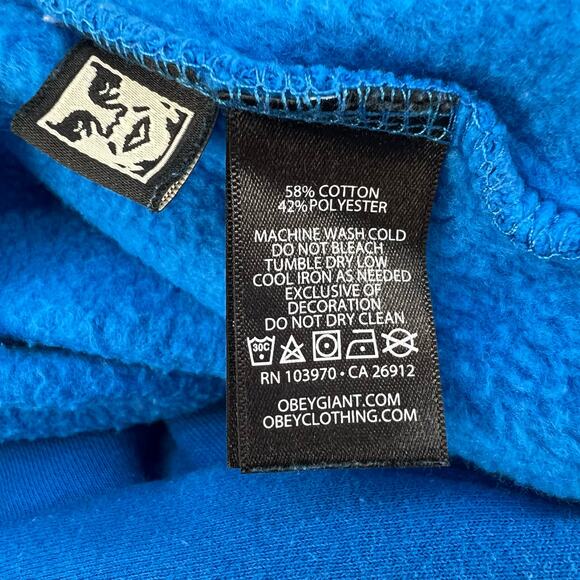 58% COTTON
42% POLYESTER
MACHINE WASH COLD
DO NOT BLEACH
TUMBLE DRY LOW
COOL IRON AS NEEDED
EXCLUSIVE OF
DECORATION
DO NOT DRY CLEAN
30C
RN 103970 • CA 26912
OBEYGIANT.COM
OBEYCLOTHING.COM